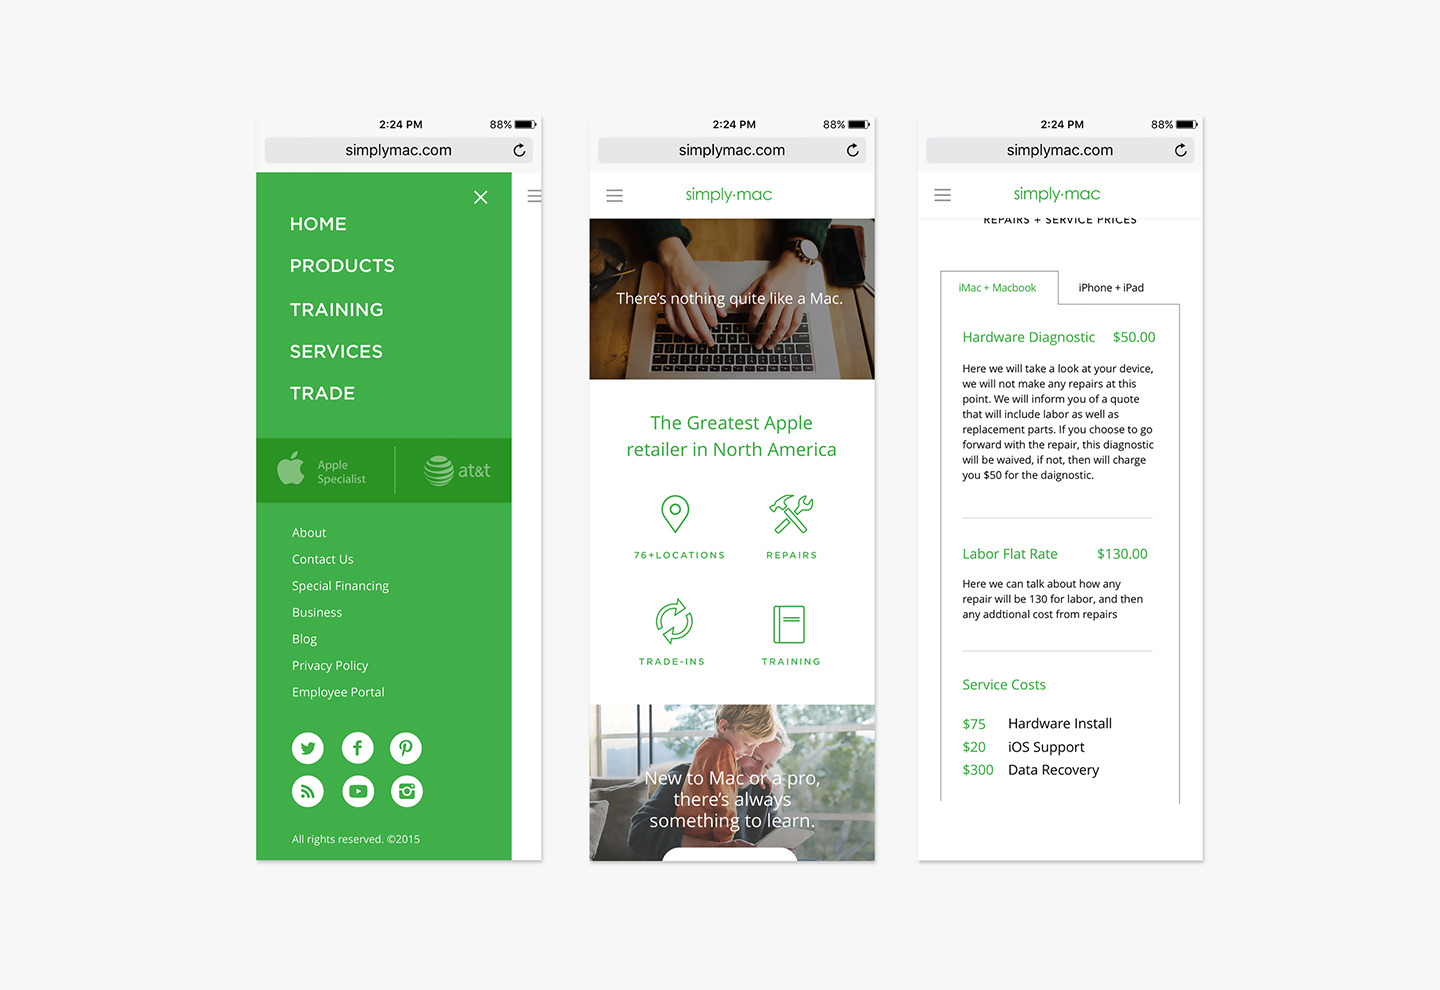 2:24 PM
88%
simplymac.com
HOME
PRODUCTS
TRAINING
SERVICES
TRADE
Apple
Specialist
at&t
About
Contact Us
Special Financing
Business
Blog
Privacy Policy
Employee Portal
All rights reserved. ©2015
2:24 PM
88%
simplymac.com
simply·mac
There's nothing quite like a Mac.
The Greatest Apple
retailer in North America
76+LOCATIONS
REPAIRS
TRADE-INS
TRAINING
New to Mac or a pro,
there's always
something to learn.
2:24 PM
88%
simplymac.com
simply·mac
REPAIRS + SERVICE PRICES
iMac + Macbook
iPhone + iPad
Hardware Diagnostic $50.00
Here we will take a look at your device,
we will not make any repairs at this
point. We will inform you of a quote
that will include labor as well as
replacement parts. If you choose to go
forward with the repair, this diagnostic
will be waived, if not, then will charge
you $50 for the daignostic.
Labor Flat Rate $130.00
Here we can talk about how any
repair will be 130 for labor, and then
any addtional cost from repairs
Service Costs
$75 Hardware Install
$20 iOS Support
$300 Data Recovery